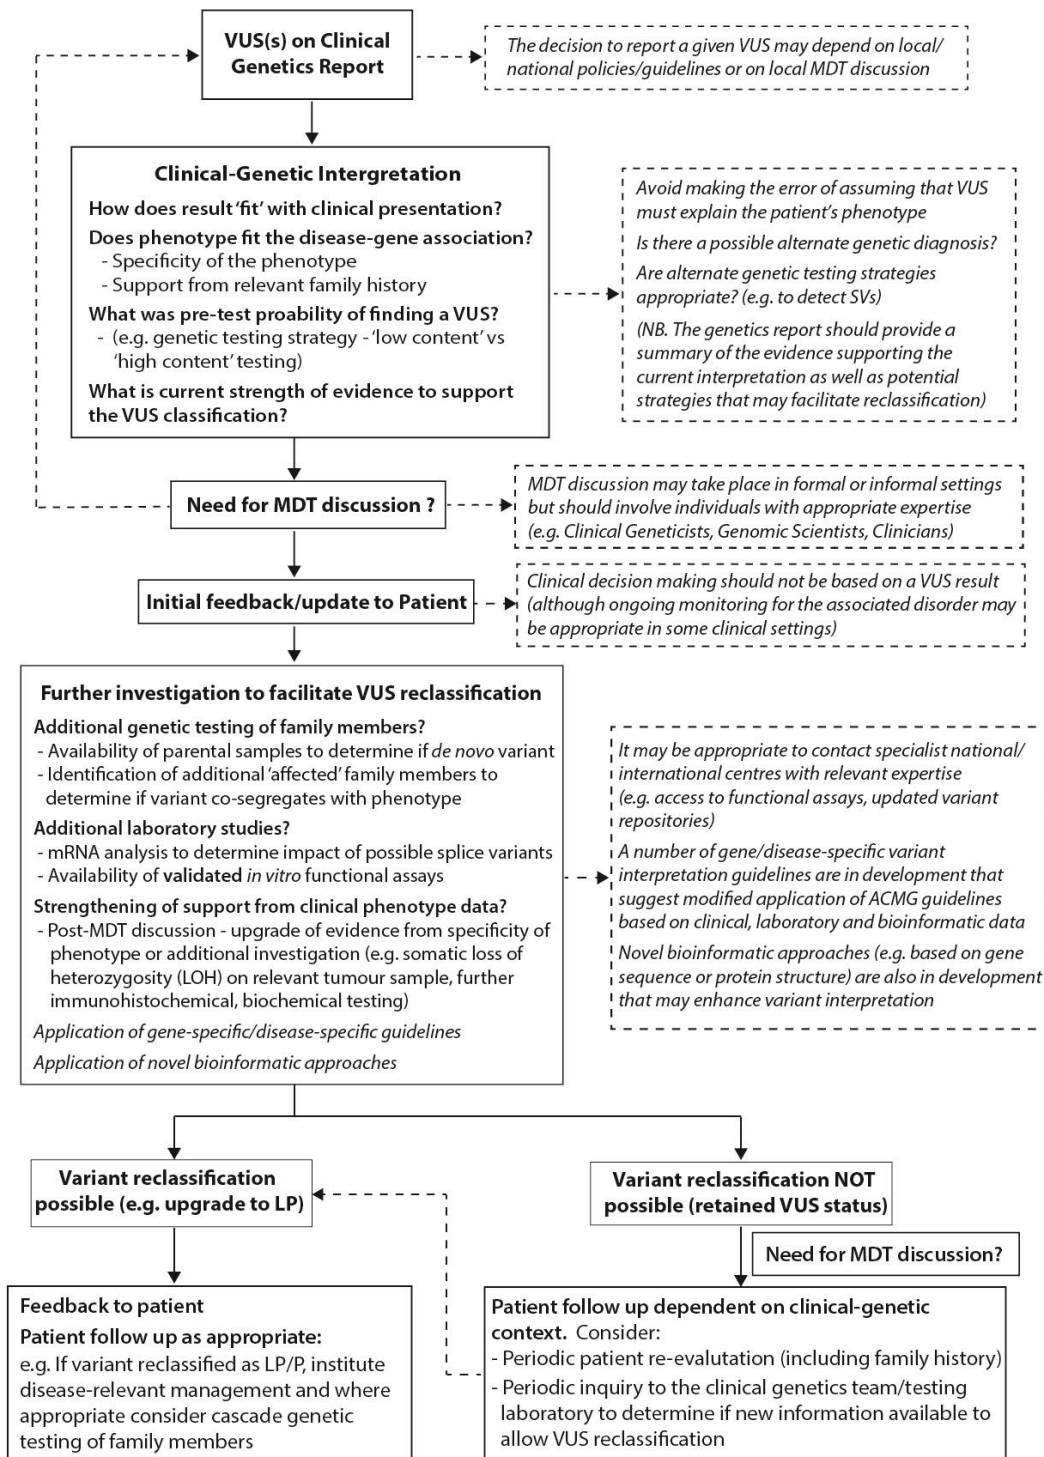 VUS(s) on Clinical
Genetics Report
The decision to report a given VUS may depend on local/
national policies/guidelines or on local MDT discussion
Clinical-Genetic Intergretation
How does result ‘fit’ with clinical presentation?
Does phenotype fit the disease-gene association?
- Specificity of the phenotype
- Support from relevant family history
What was pre-test proability of finding a VUS?
- (e.g. genetic testing strategy - ‘low content’ vs
‘high content’ testing)
What is current strength of evidence to support
the VUS classification?
Avoid making the error of assuming that VUS
must explain the patient’s phenotype
Is there a possible alternate genetic diagnosis?
Are alternate genetic testing strategies
appropriate? (e.g. to detect SVs)
(NB. The genetics report should provide a
summary of the evidence supporting the
current interpretation as well as potential
strategies that may facilitate reclassification)
Need for MDT discussion ?
MDT discussion may take place in formal or informal settings
but should involve individuals with appropriate expertise
(e.g. Clinical Geneticists, Genomic Scientists, Clinicians)
Initial feedback/update to Patient
Clinical decision making should not be based on a VUS result
(although ongoing monitoring for the associated disorder may
be appropriate in some clinical settings)
Further investigation to facilitate VUS reclassification
Additional genetic testing of family members?
- Availability of parental samples to determine if de novo variant
- Identification of additional ‘affected’ family members to
determine if variant co-segregates with phenotype
Additional laboratory studies?
- mRNA analysis to determine impact of possible splice variants
- Availability of validated in vitro functional assays
Strengthening of support from clinical phenotype data?
- Post-MDT discussion - upgrade of evidence from specificity of
phenotype or additional investigation (e.g. somatic loss of
heterozygosity (LOH) on relevant tumour sample, further
immunohistochemical, biochemical testing)
Application of gene-specific/disease-specific guidelines
Application of novel bioinformatic approaches
It may be appropriate to contact specialist national/
international centres with relevant expertise
(e.g. access to functional assays, updated variant
repositories)
A number of gene/disease-specific variant
interpretation guidelines are in development that
suggest modified application of ACMG guidelines
based on clinical, laboratory and bioinformatic data
Novel bioinformatic approaches (e.g. based on gene
sequence or protein structure) are also in development
that may enhance variant interpretation
Variant reclassification
possible (e.g. upgrade to LP)
Variant reclassification NOT
possible (retained VUS status)
Need for MDT discussion?
Feedback to patient
Patient follow up as appropriate:
e.g. If variant reclassified as LP/P, institute
disease-relevant management and where
appropriate consider cascade genetic
testing of family members
Patient follow up dependent on clinical-genetic
context. Consider:
- Periodic patient re-evalutation (including family history)
- Periodic inquiry to the clinical genetics team/testing
laboratory to determine if new information available to
allow VUS reclassification